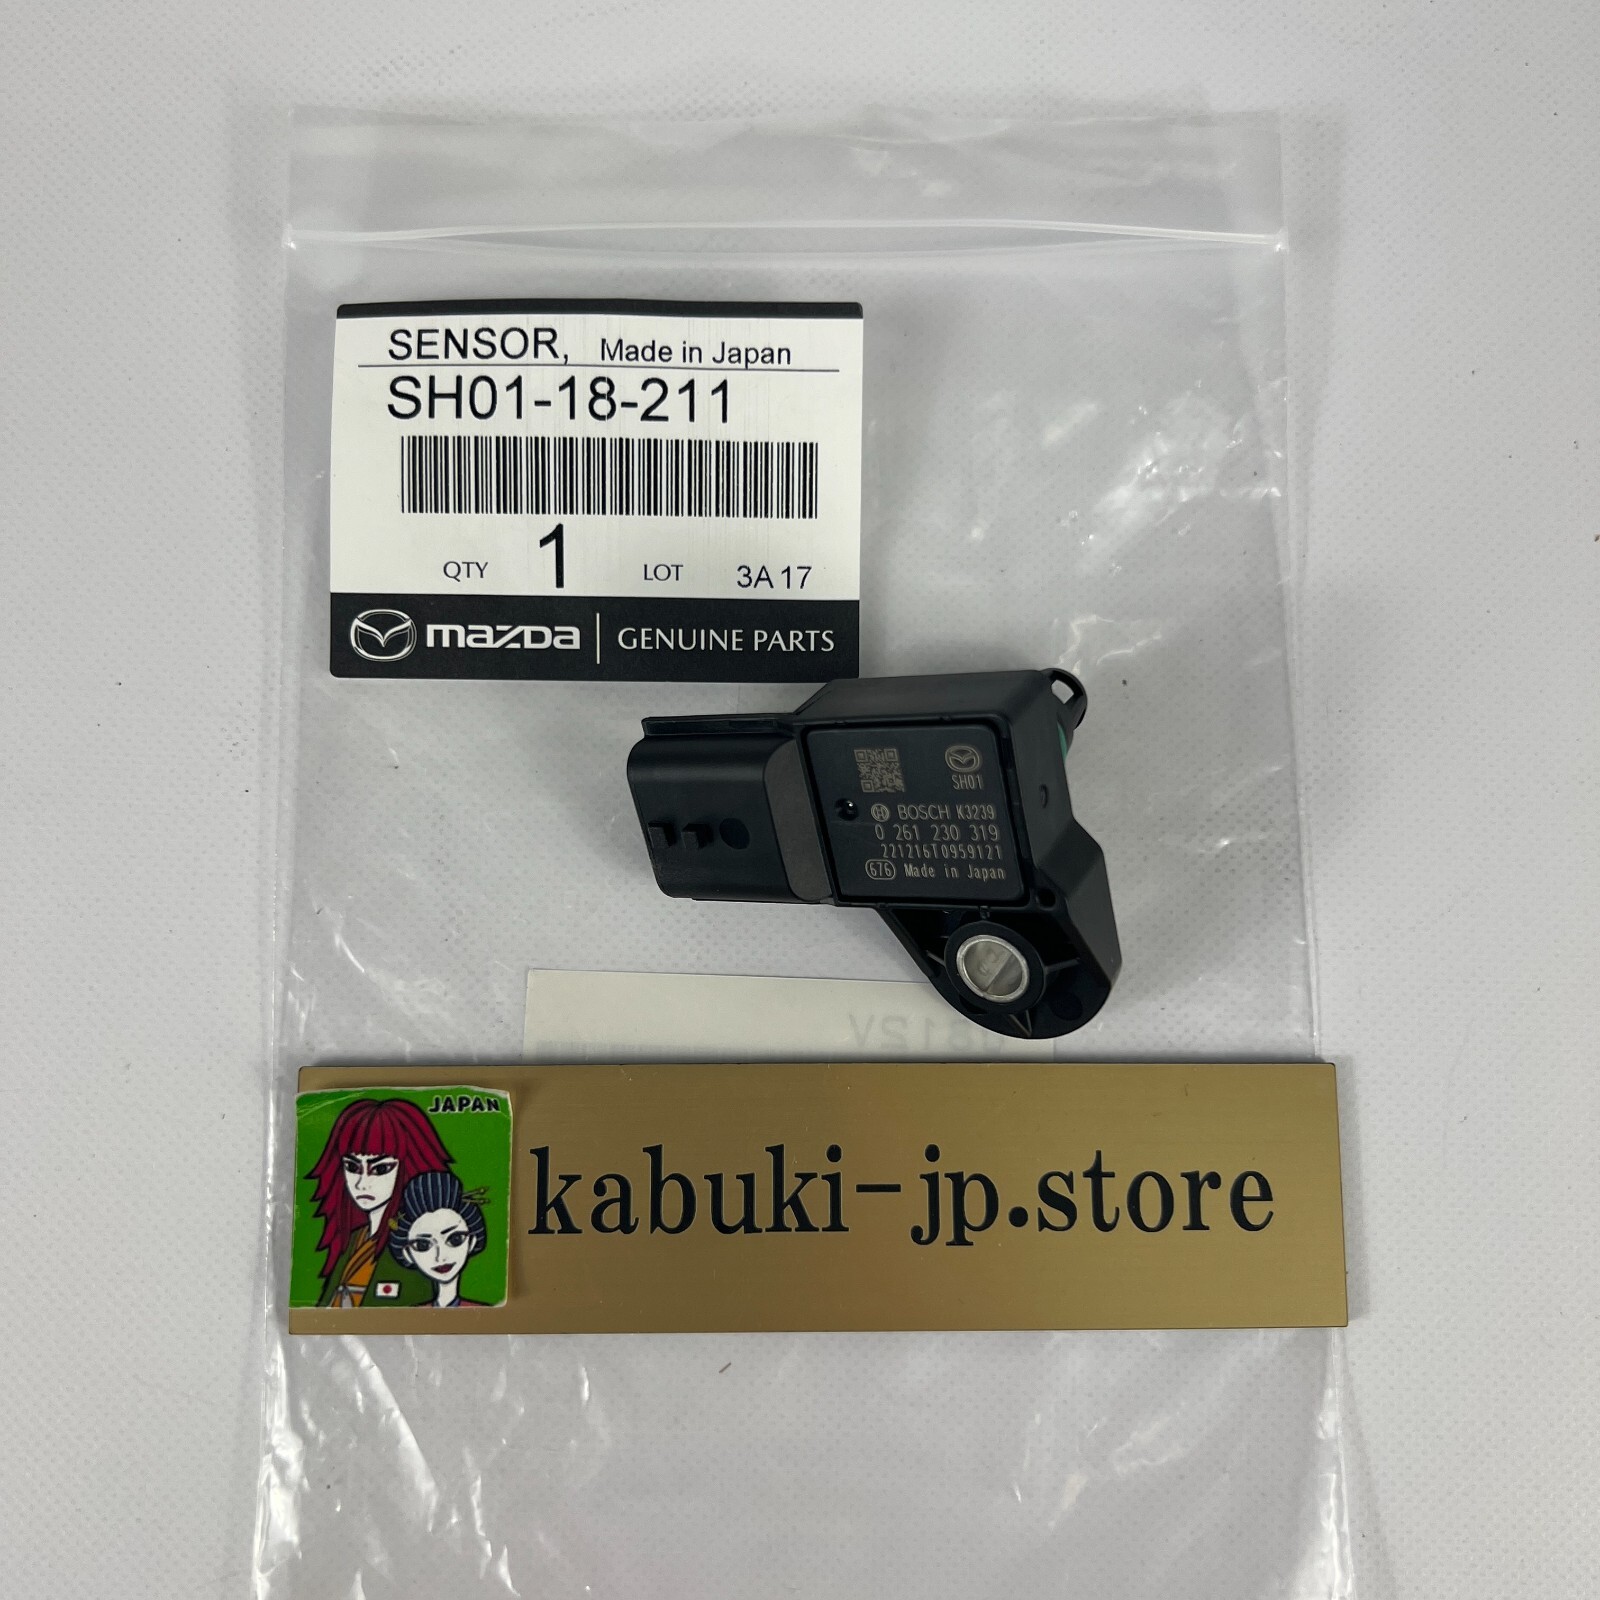 SENSOR, Made in Japan
SH01-18-211
QTY 1 LOT 3A17
mazda GENUINE PARTS
SH01
BOSCH K3239
0 261 230 319
221216T0959121
676 Made in Japan
JAPAN
kabuki-jp.store